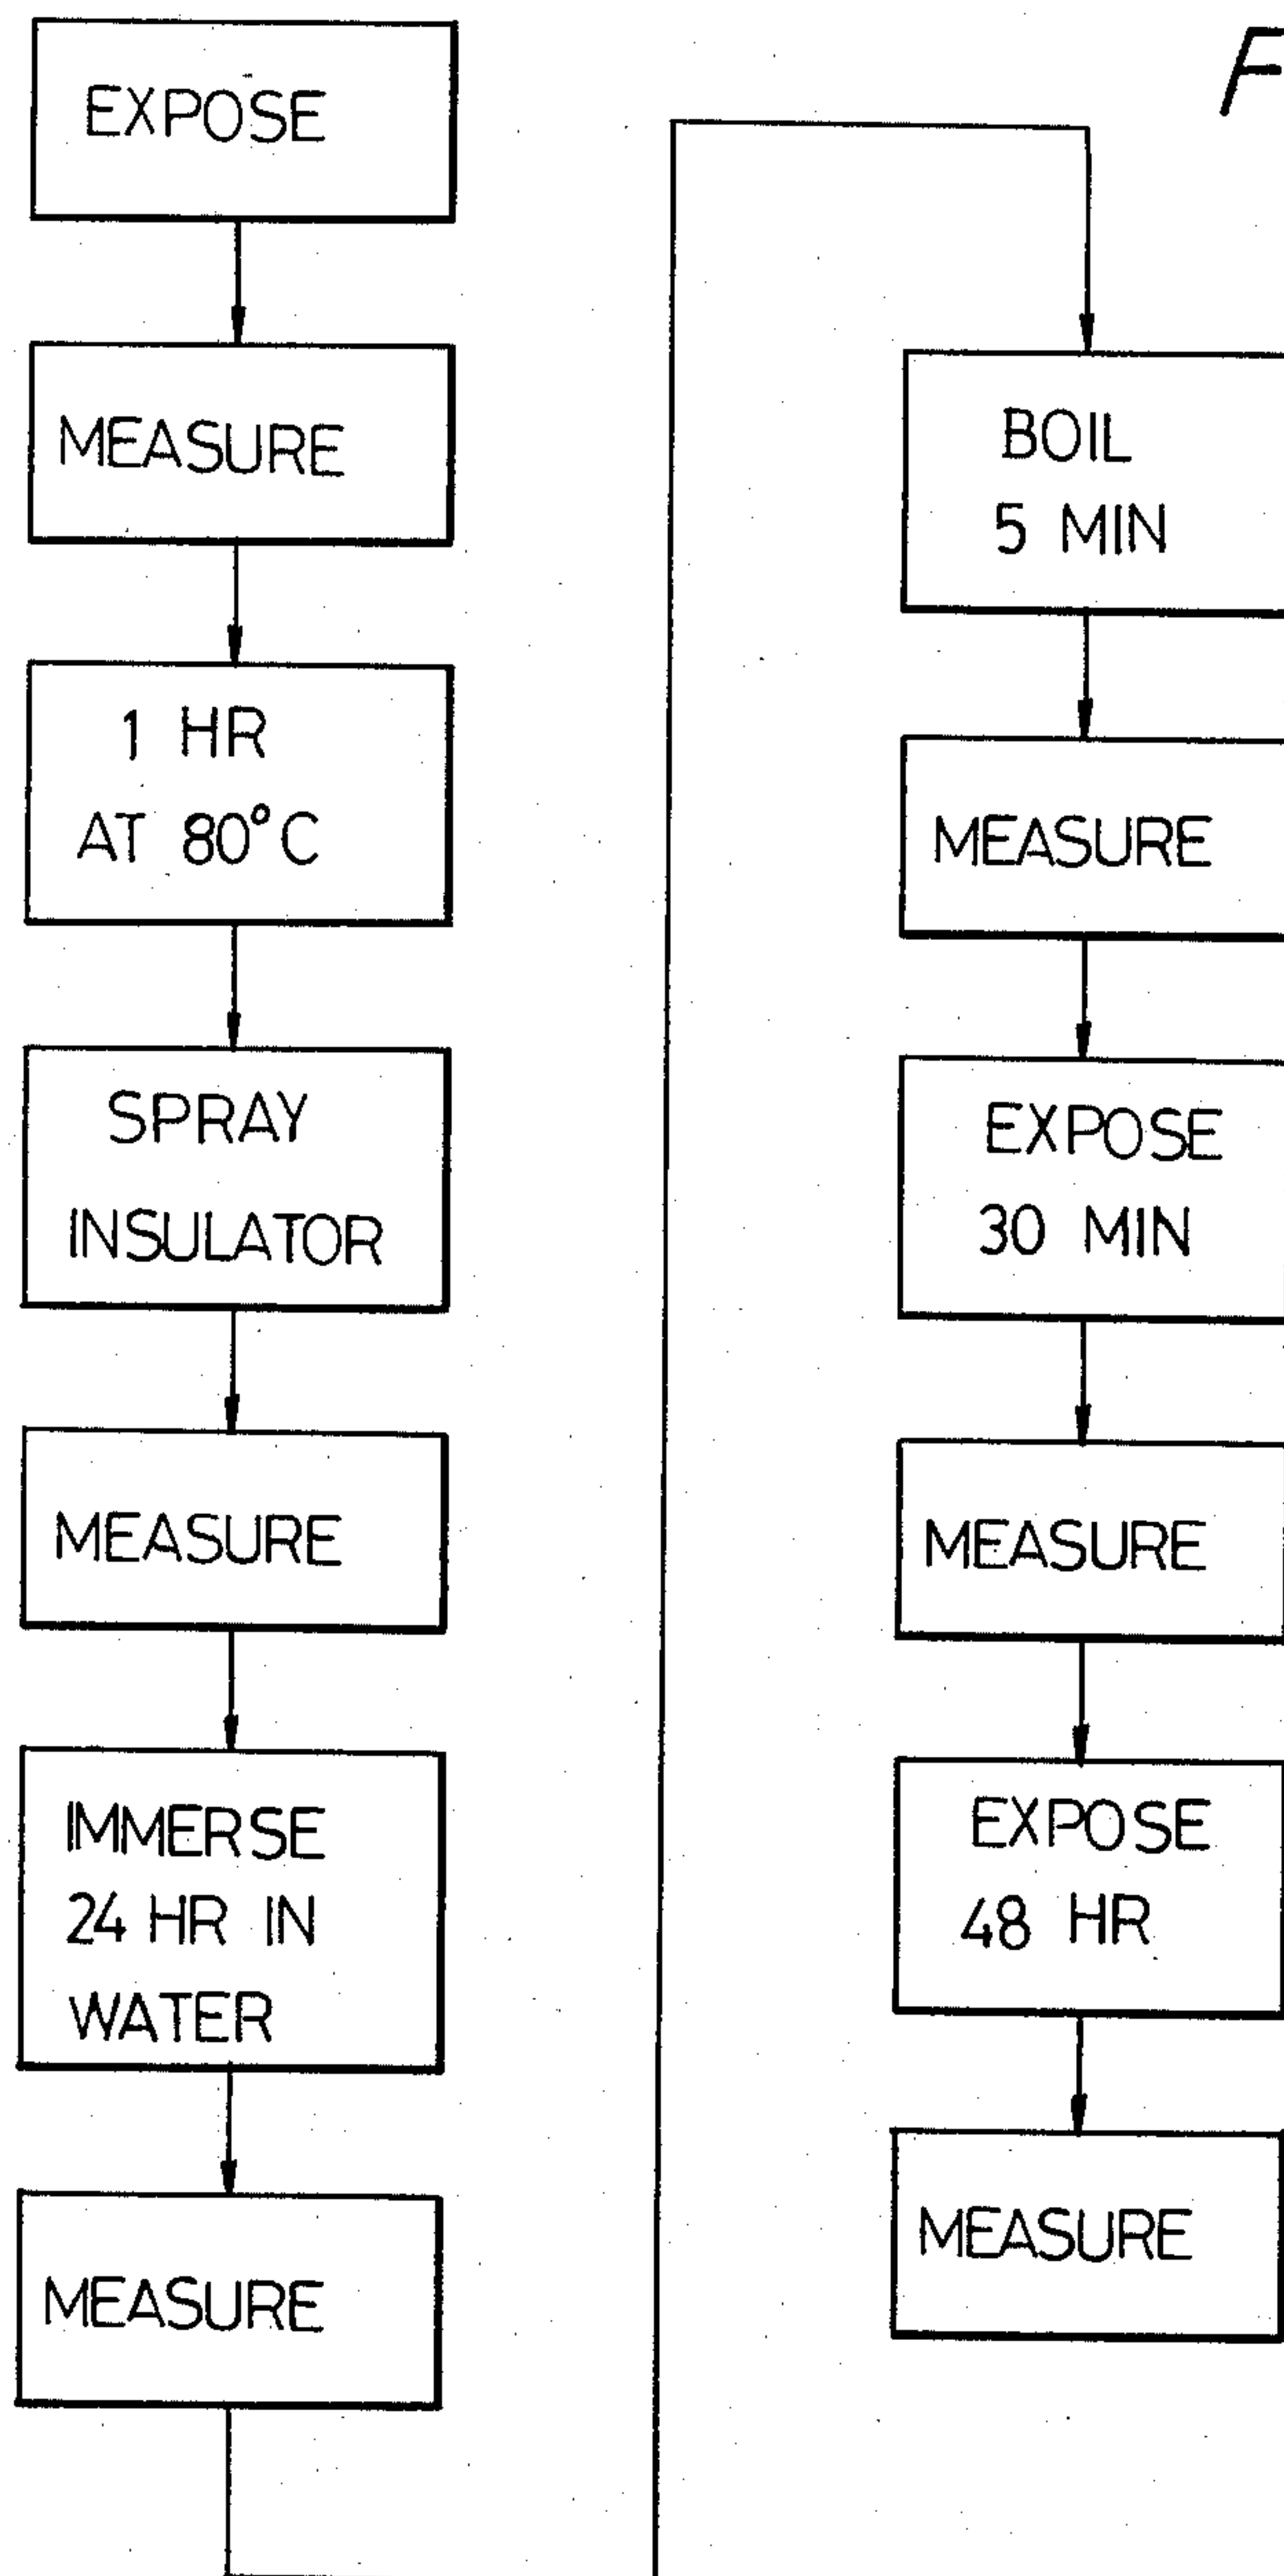 EXPOSE
MEASURE
1 HR
AT 80°C
SPRAY
INSULATOR
MEASURE
IMMERSE
24 HR IN
WATER
MEASURE
F
BOIL
5 MIN
MEASURE
EXPOSE
30 MIN
MEASURE
EXPOSE
48 HR
MEASURE